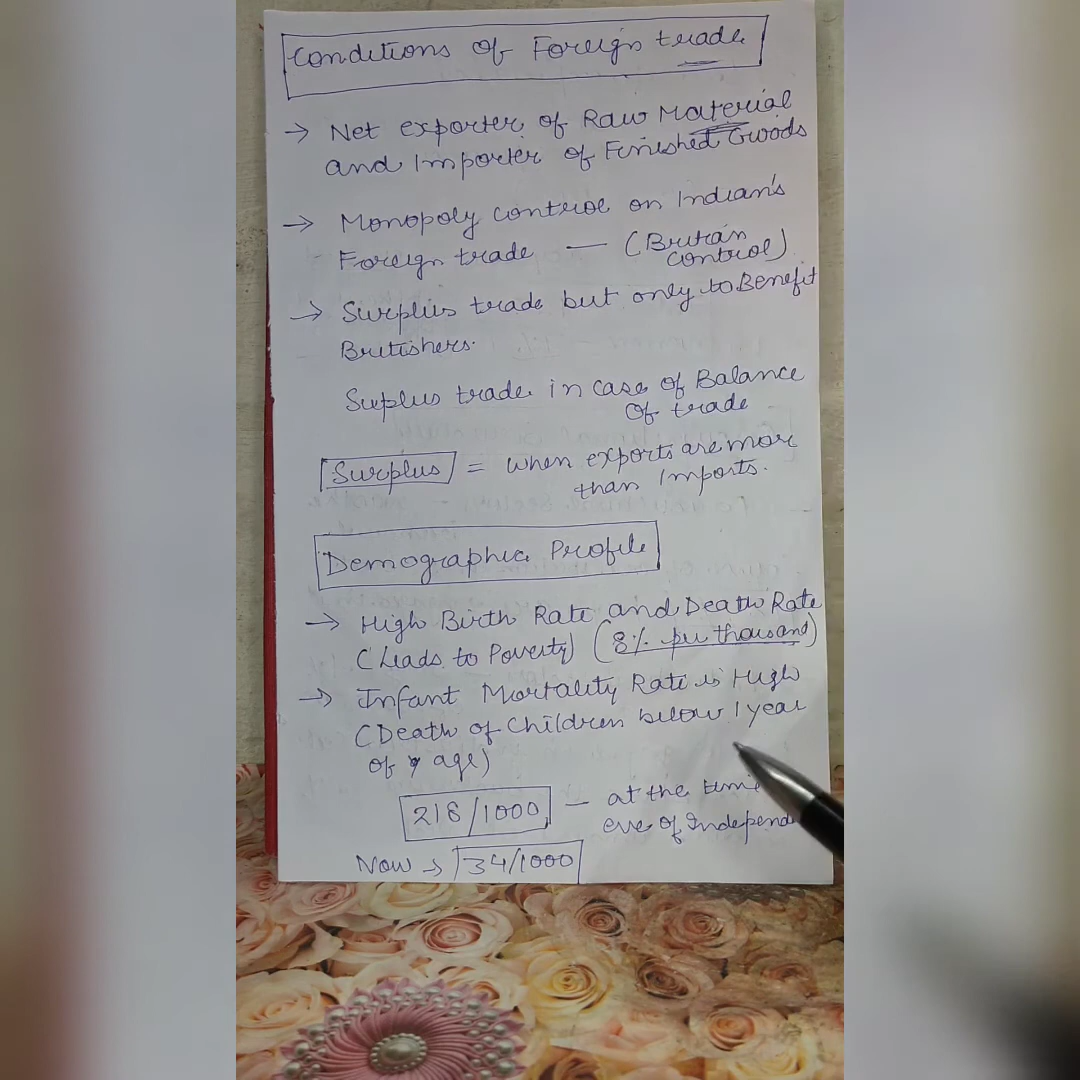 Conditions of Foreign trade
→ Net exporter of Raw Material
and Importer of Finished Goods
→ Monopoly control on Indian's
Foreign trade — (Britian
control)
→ Surplus trade but only to Benefit
Britishers.
Surplus trade in case of Balance
of trade
Surplus = when exports are more
than Imports.
Demographic Profile
→ High Birth Rate and Death Rate
(Leads to Poverty) (8% per thousand)
→ Infant Mortality Rate is High
(Death of Children below 1 year
of age)
218/1000 — at the
eve of
Now → 34/1000